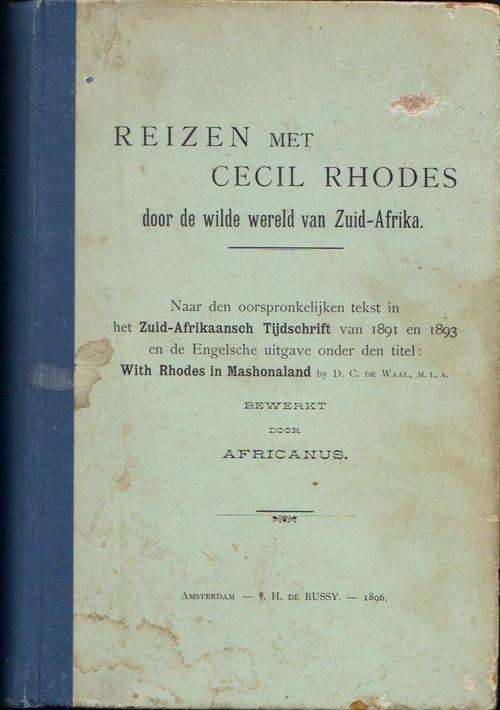 REIZEN MET
CECIL RHODES
door de wilde wereld van Zuid-Afrika.
Naar den oorspronkelijken tekst in
het Zuid-Afrikaansch Tijdschrift van 1891 en 1893
en de Engelsche uitgave onder den titel:
With Rhodes in Mashonaland by D. C. DE WAAL, M. L. A.
BEWERKT
DOOR
AFRICANUS.
AMSTERDAM — J. H. DE BUSSY. — 1896.